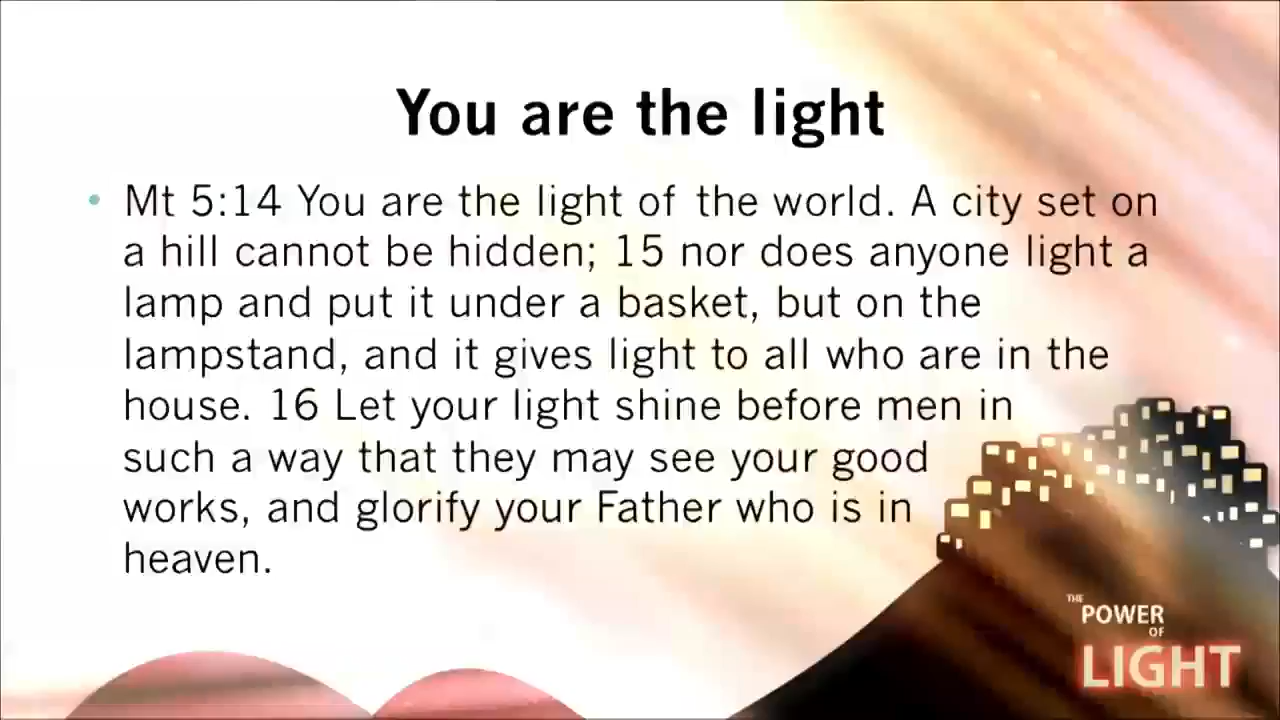 You are the light
• Mt 5:14 You are the light of the world. A city set on
a hill cannot be hidden; 15 nor does anyone light a
lamp and put it under a basket, but on the
lampstand, and it gives light to all who are in the
house. 16 Let your light shine before men in
such a way that they may see your good
works, and glorify your Father who is in
heaven.
THE
POWER
OF
LIGHT